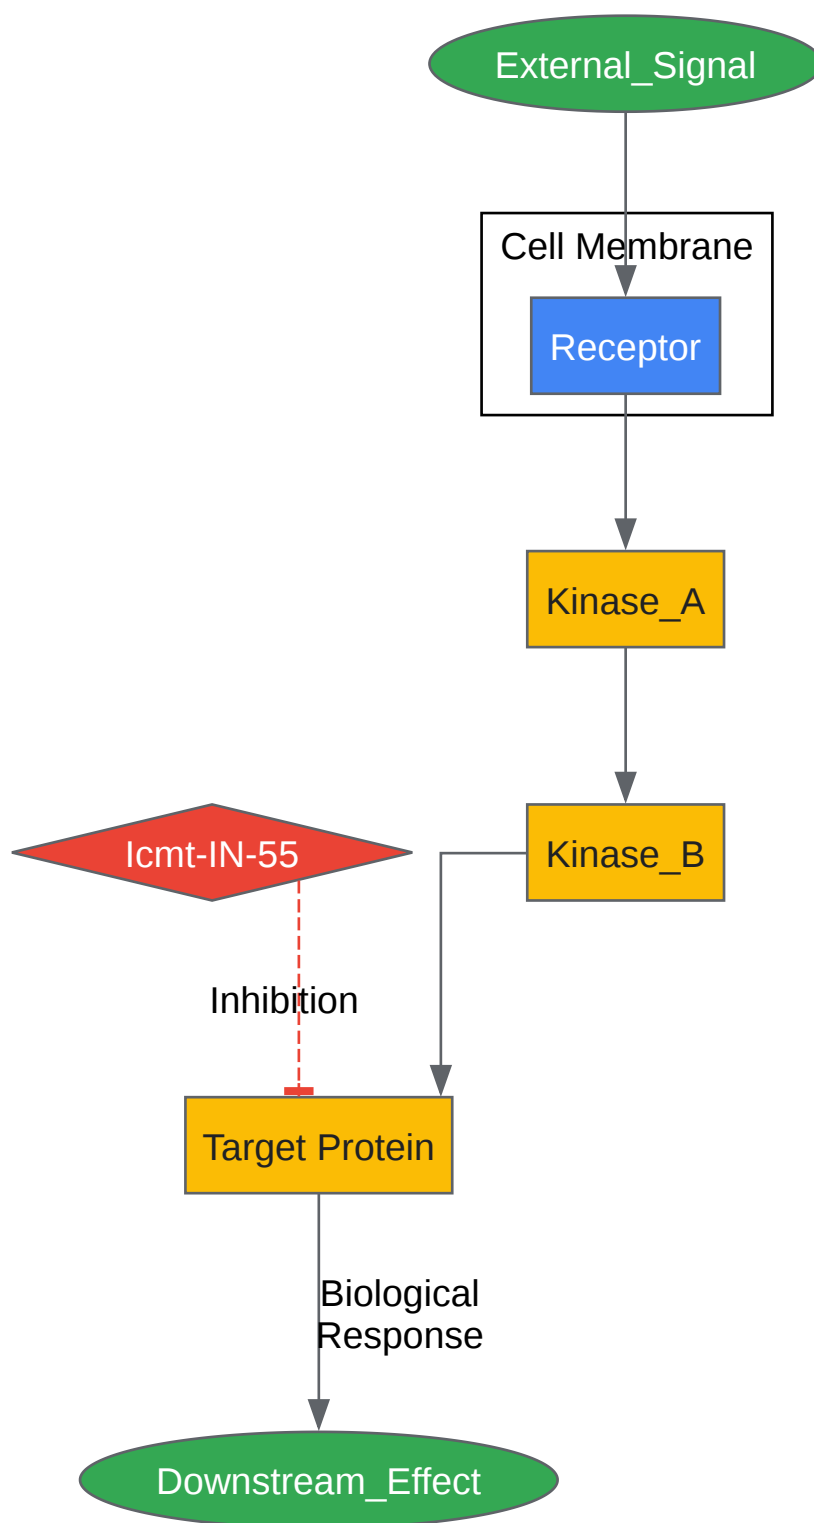 External_Signal
Cell Membrane
Receptor
Kinase_A
Icmt-IN-55
Kinase_B
Inhibition
Target Protein
Biological
Response
Downstream_Effect